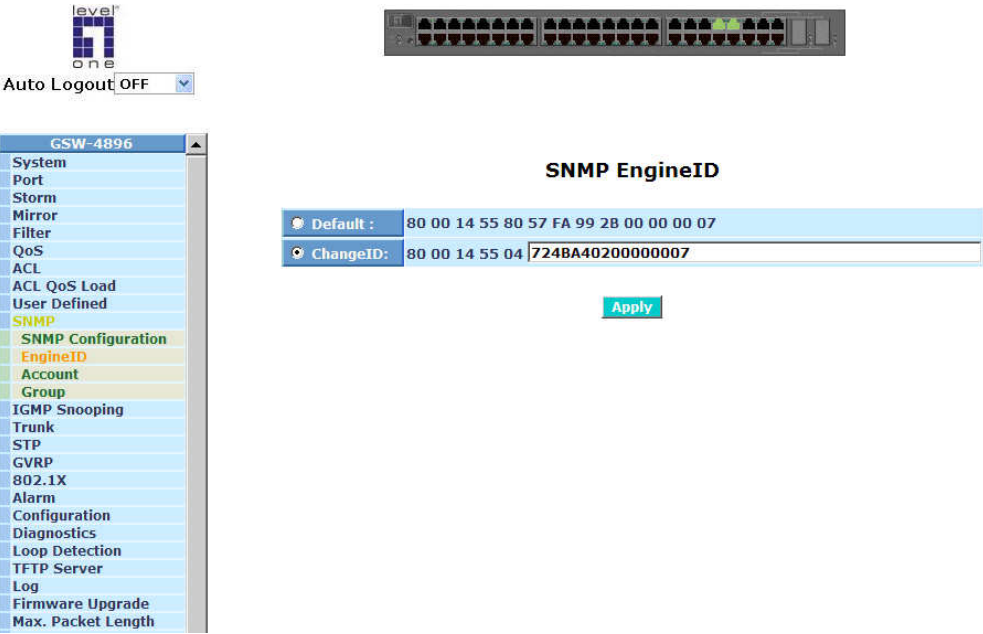 level
one
Auto Logout OFF
GSW-4896
System
Port
Storm
Mirror
Filter
QoS
ACL
ACL QoS Load
User Defined
SNMP
SNMP Configuration
EngineID
Account
Group
IGMP Snooping
Trunk
STP
GVRP
802.1X
Alarm
Configuration
Diagnostics
Loop Detection
TFTP Server
Log
Firmware Upgrade
Max. Packet Length
SNMP EngineID
Default : 80 00 14 55 80 57 FA 99 2B 00 00 00 07
ChangeID: 80 00 14 55 04 724BA40200000007
Apply